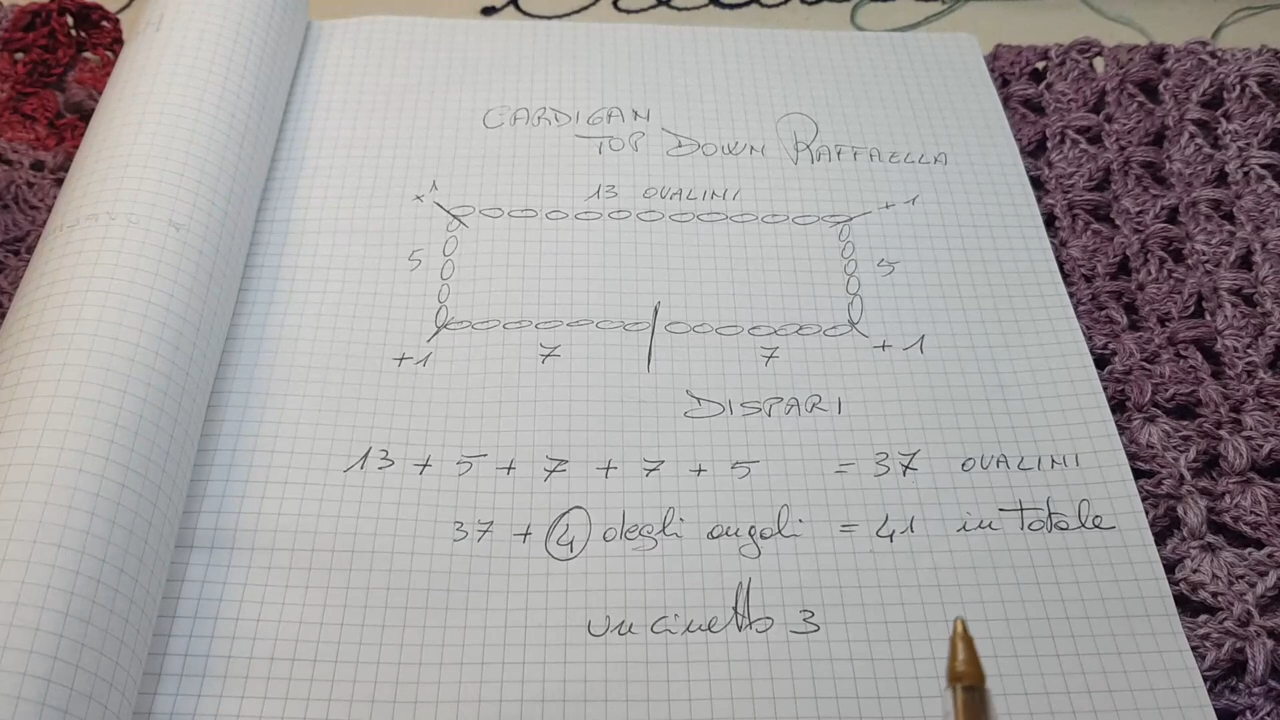 CARDIGAN
TOP DOWN RAFFAELLA
13 OVALINI
+1
+1
5
5
+1
7
7
+1
DISPARI
13 + 5 + 7 + 7 + 5 = 37 OVALINI
37 + 4 degli angoli = 41 in totale
uncinetto 3